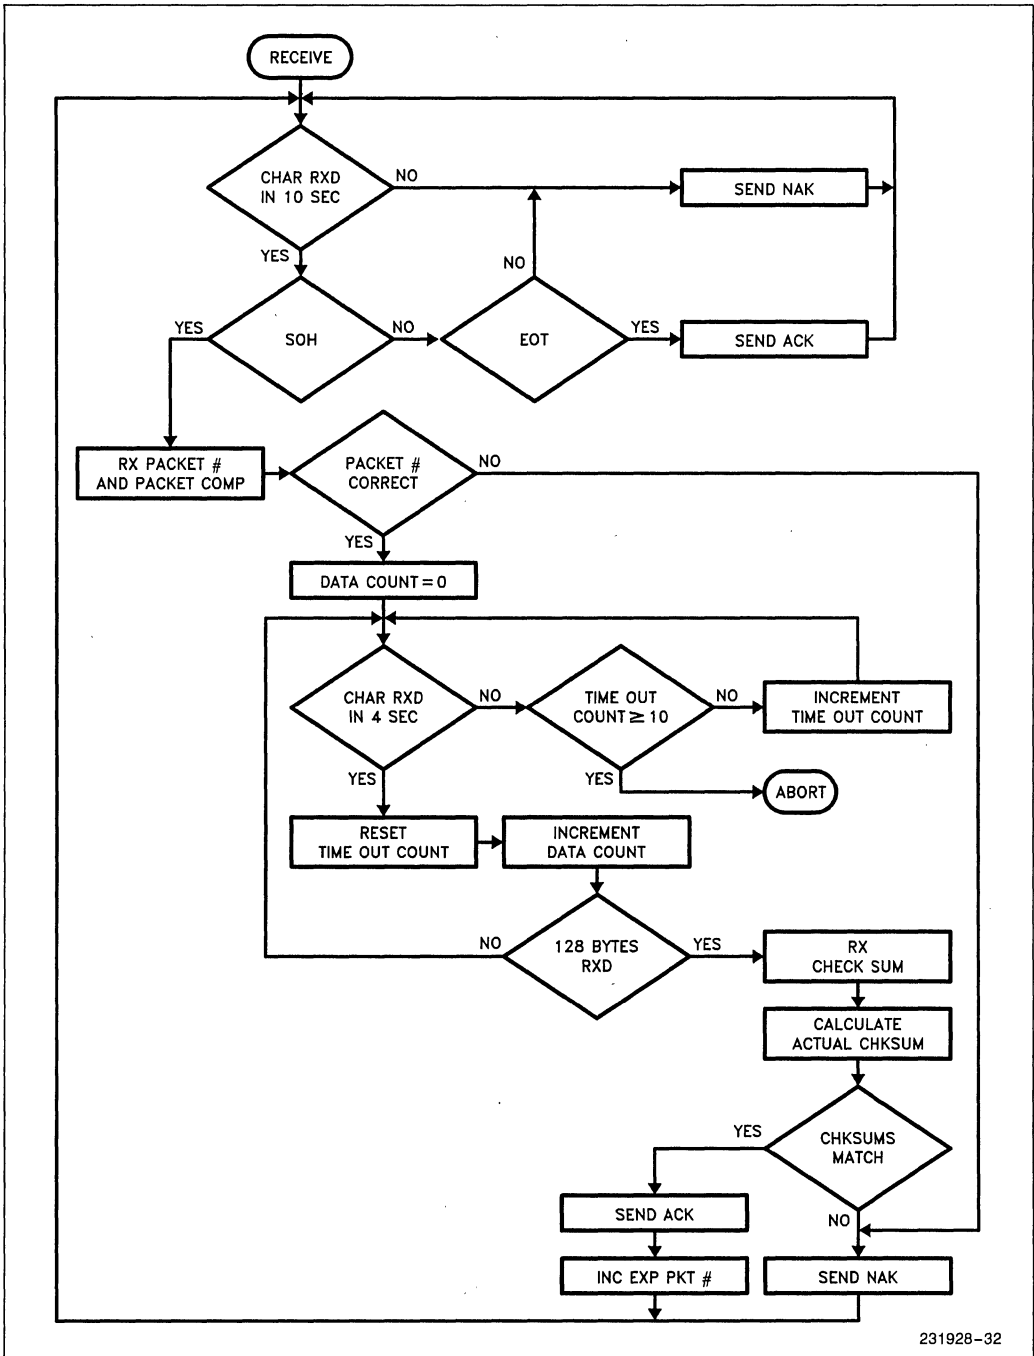 RECEIVE
CHAR RXD
IN 10 SEC
NO
SEND NAK
YES
NO
YES
SOH
NO
EOT
YES
SEND ACK
RX PACKET #
AND PACKET COMP
PACKET #
CORRECT
NO
YES
DATA COUNT = 0
CHAR RXD
IN 4 SEC
NO
TIME OUT
COUNT ≥ 10
NO
INCREMENT
TIME OUT COUNT
YES
YES
ABORT
RESET
TIME OUT COUNT
INCREMENT
DATA COUNT
NO
128 BYTES
RXD
YES
RX
CHECK SUM
CALCULATE
ACTUAL CHKSUM
YES
CHKSUMS
MATCH
SEND ACK
NO
INC EXP PKT #
SEND NAK
231928-32